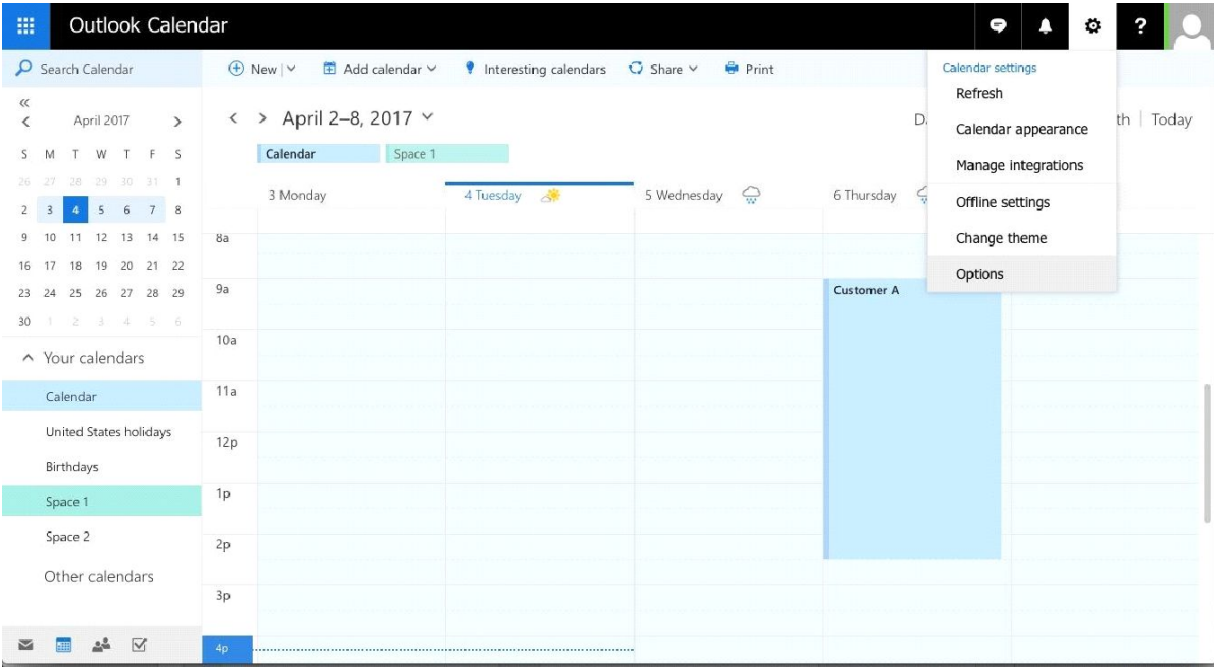 Outlook Calendar
?
Search Calendar
New
Add calendar
Interesting calendars
Share
Print
Calendar settings
Refresh
Calendar appearance
Manage integrations
Offline settings
Change theme
Options
April 2017
S M T W T F S
26 27 28 29 30 31 1
2 3 4 5 6 7 8
9 10 11 12 13 14 15
16 17 18 19 20 21 22
23 24 25 26 27 28 29
30 1 2 3 4 5 6
Your calendars
Calendar
United States holidays
Birthdays
Space 1
Space 2
Other calendars
April 2–8, 2017
Today
Calendar
Space 1
3 Monday
4 Tuesday
5 Wednesday
6 Thursday
8a
9a
Customer A
10a
11a
12p
1p
2p
3p
4p